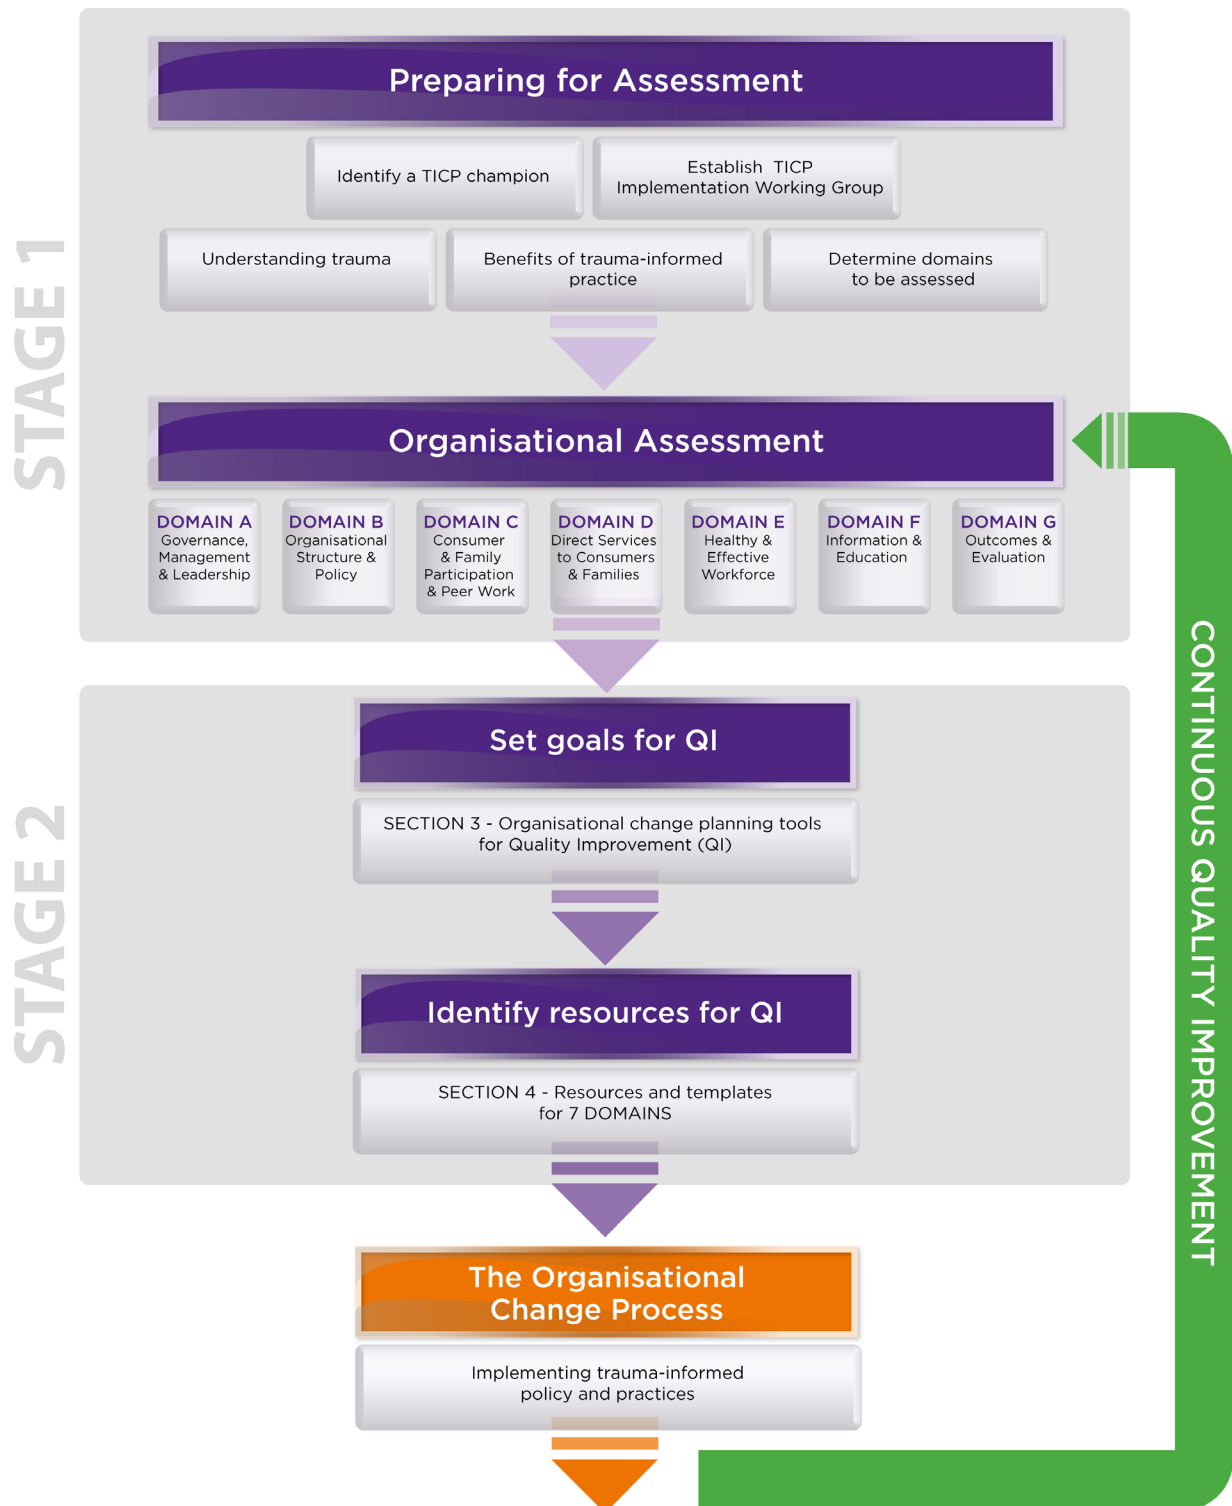 STAGE 1
Preparing for Assessment
Identify a TICP champion
Establish TICP
Implementation Working Group
Understanding trauma
Benefits of trauma-informed
practice
Determine domains
to be assessed
Organisational Assessment
DOMAIN A
Governance,
Management
& Leadership
DOMAIN B
Organisational
Structure &
Policy
DOMAIN C
Consumer
& Family
Participation
& Peer Work
DOMAIN D
Direct Services
to Consumers
& Families
DOMAIN E
Healthy &
Effective
Workforce
DOMAIN F
Information &
Education
DOMAIN G
Outcomes &
Evaluation
STAGE 2
Set goals for QI
SECTION 3 - Organisational change planning tools
for Quality Improvement (QI)
Identify resources for QI
SECTION 4 - Resources and templates
for 7 DOMAINS
The Organisational
Change Process
Implementing trauma-informed
policy and practices
CONTINUOUS QUALITY IMPROVEMENT